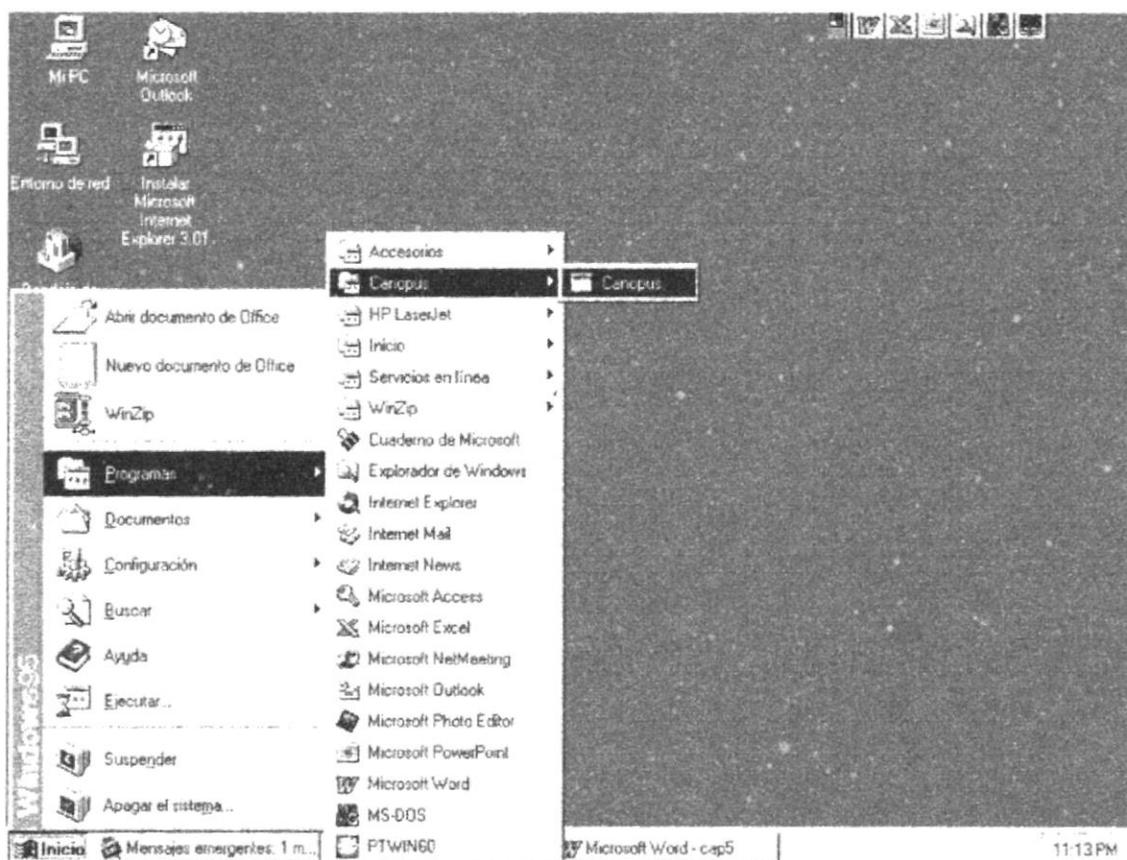 Mi PC
Microsoft
Outlook
Entorno de red
Instalar
Microsoft
Internet
Explorer 3.01
Abrir documento de Office
Nuevo documento de Office
WinZip
Programas
Documentos
Configuración
Buscar
Ayuda
Ejecutar...
Suspender
Apagar el sistema...
Accesorios
Canopus
HP LaserJet
Inicio
Servicios en línea
WinZip
Cuaderno de Microsoft
Explorador de Windows
Internet Explorer
Internet Mail
Internet News
Microsoft Access
Microsoft Excel
Microsoft NetMeeting
Microsoft Outlook
Microsoft Photo Editor
Microsoft PowerPoint
Microsoft Word
MS-DOS
PTWIN60
Canopus
Inicio
Mensajes emergentes: 1 m...
Microsoft Word - cap5
11:13 PM